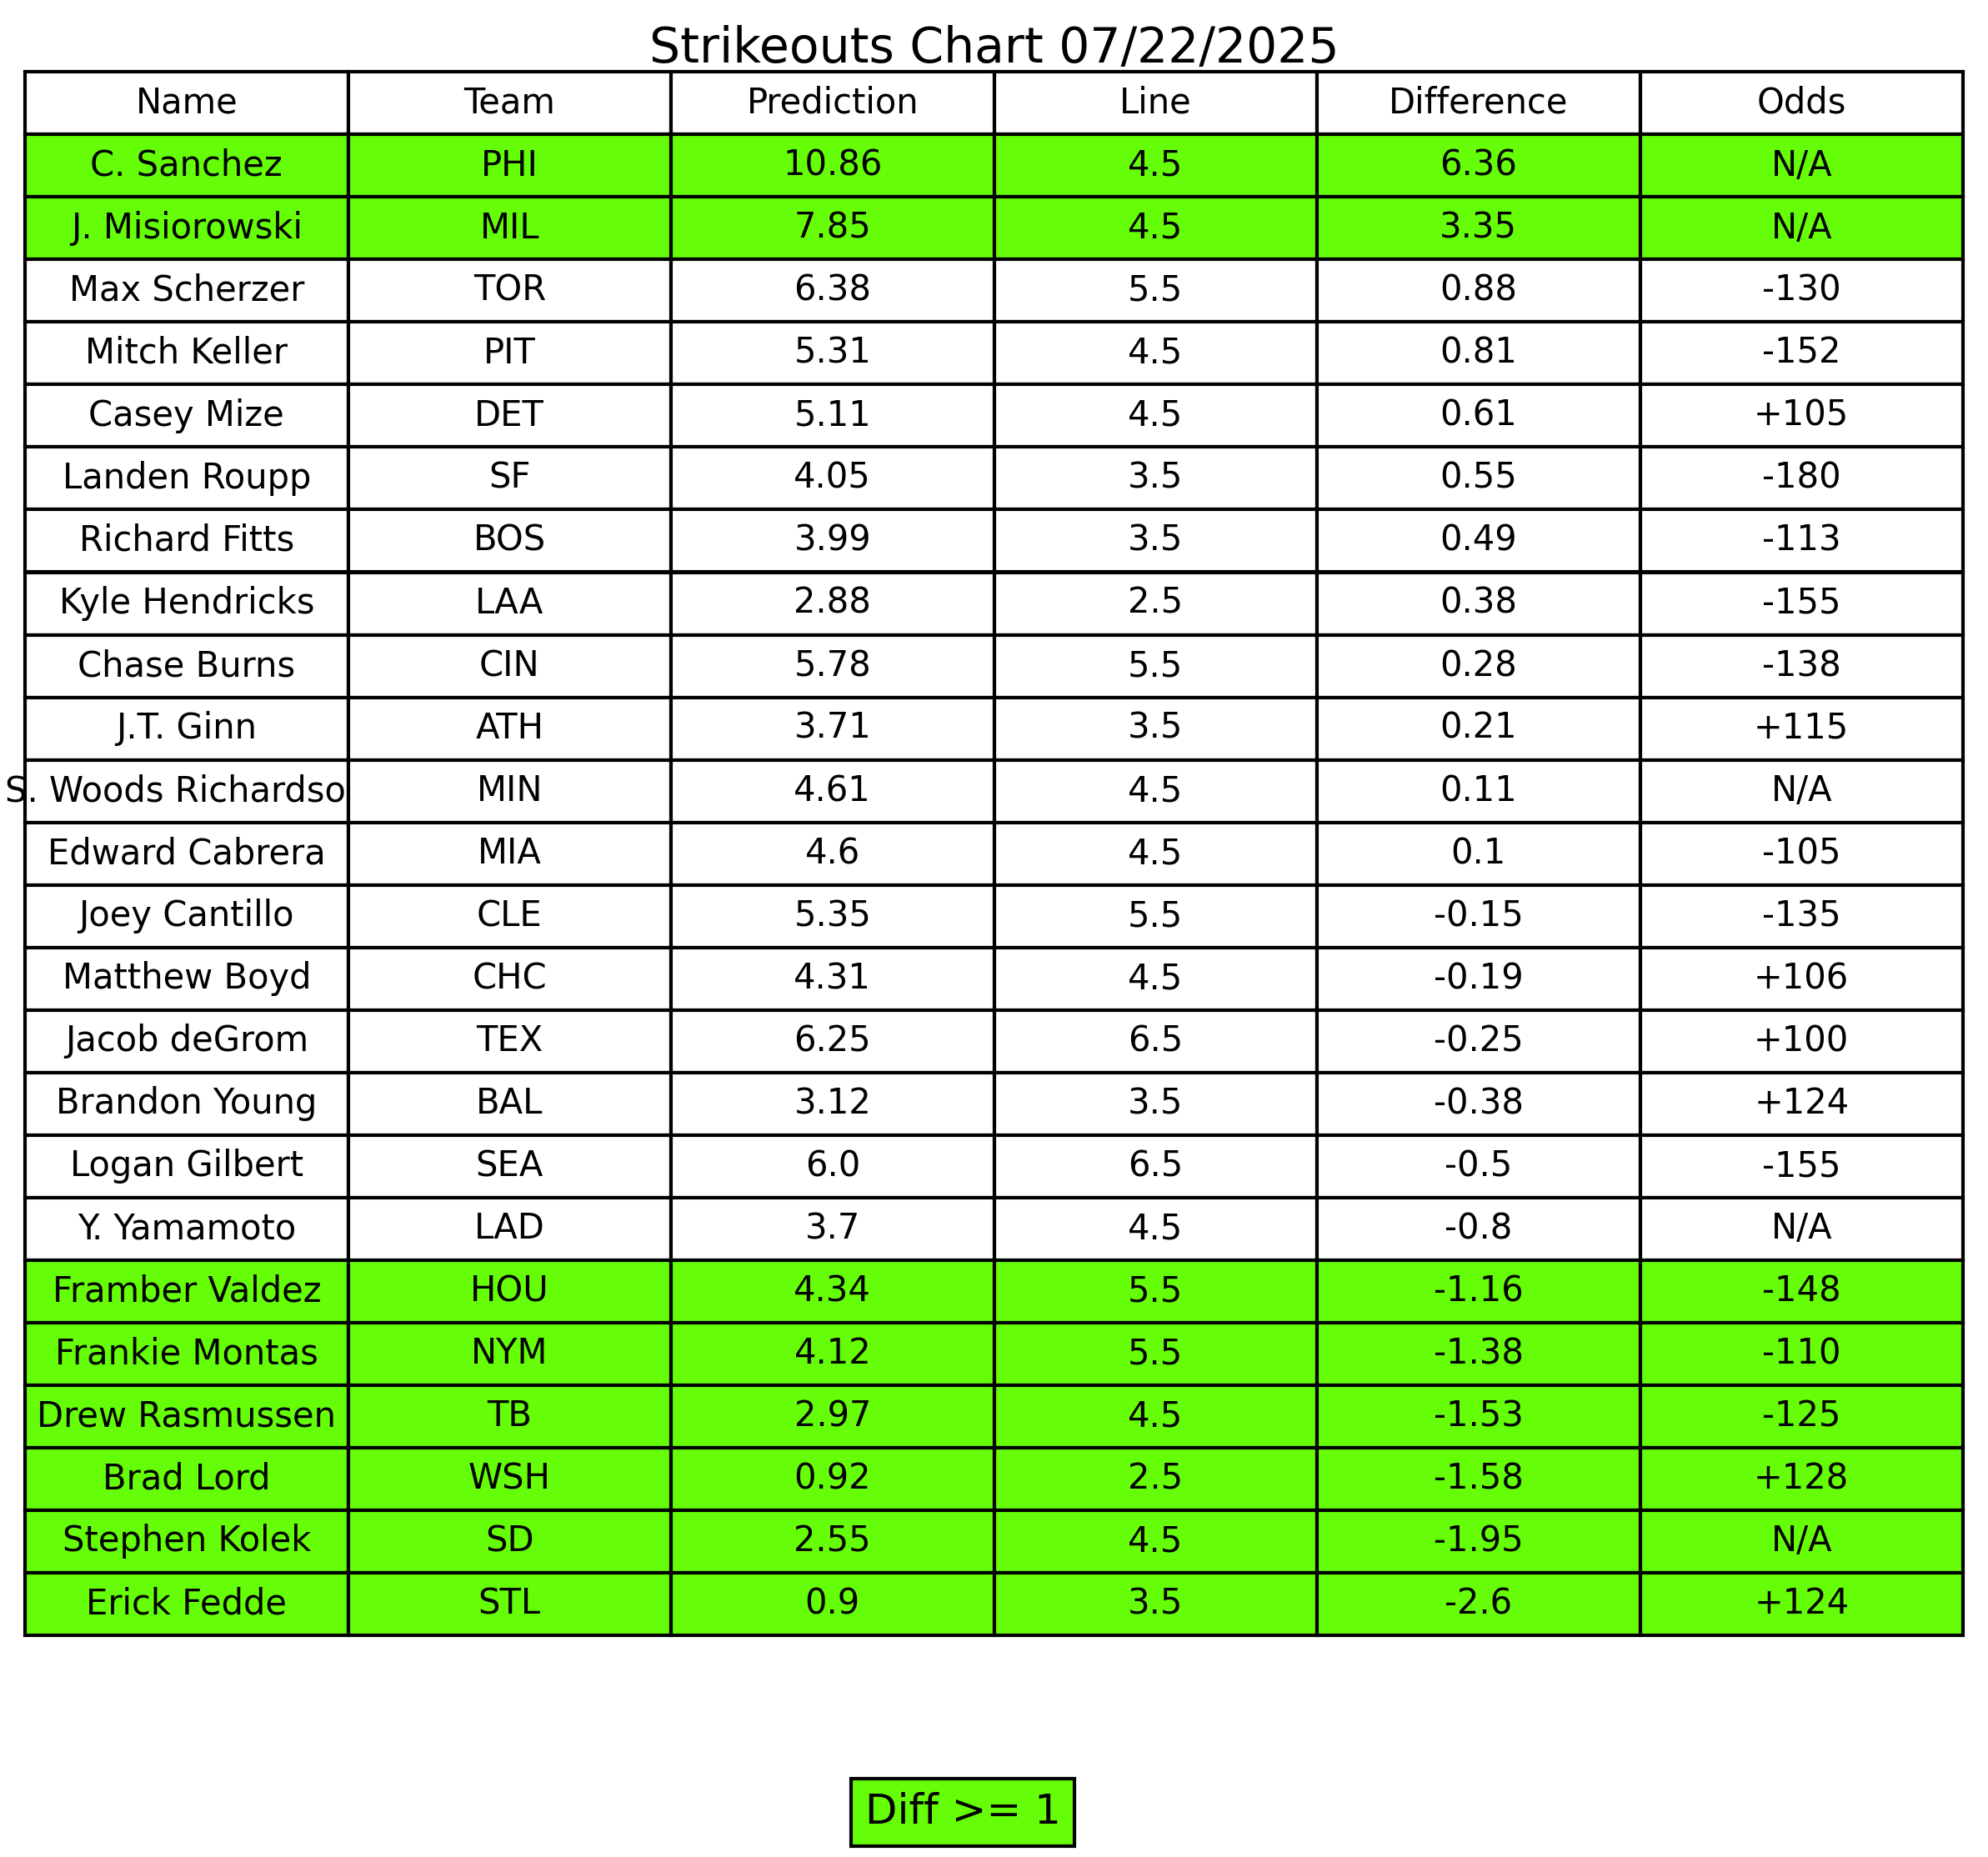 Strikeouts Chart 07/22/2025
Name Team Prediction Line Difference Odds
C. Sanchez PHI 10.86 4.5 6.36 N/A
J. Misiorowski MIL 7.85 4.5 3.35 N/A
Max Scherzer TOR 6.38 5.5 0.88 -130
Mitch Keller PIT 5.31 4.5 0.81 -152
Casey Mize DET 5.11 4.5 0.61 +105
Landen Roupp SF 4.05 3.5 0.55 -180
Richard Fitts BOS 3.99 3.5 0.49 -113
Kyle Hendricks LAA 2.88 2.5 0.38 -155
Chase Burns CIN 5.78 5.5 0.28 -138
J.T. Ginn ATH 3.71 3.5 0.21 +115
S. Woods Richardso MIN 4.61 4.5 0.11 N/A
Edward Cabrera MIA 4.6 4.5 0.1 -105
Joey Cantillo CLE 5.35 5.5 -0.15 -135
Matthew Boyd CHC 4.31 4.5 -0.19 +106
Jacob deGrom TEX 6.25 6.5 -0.25 +100
Brandon Young BAL 3.12 3.5 -0.38 +124
Logan Gilbert SEA 6.0 6.5 -0.5 -155
Y. Yamamoto LAD 3.7 4.5 -0.8 N/A
Framber Valdez HOU 4.34 5.5 -1.16 -148
Frankie Montas NYM 4.12 5.5 -1.38 -110
Drew Rasmussen TB 2.97 4.5 -1.53 -125
Brad Lord WSH 0.92 2.5 -1.58 +128
Stephen Kolek SD 2.55 4.5 -1.95 N/A
Erick Fedde STL 0.9 3.5 -2.6 +124
Diff >= 1